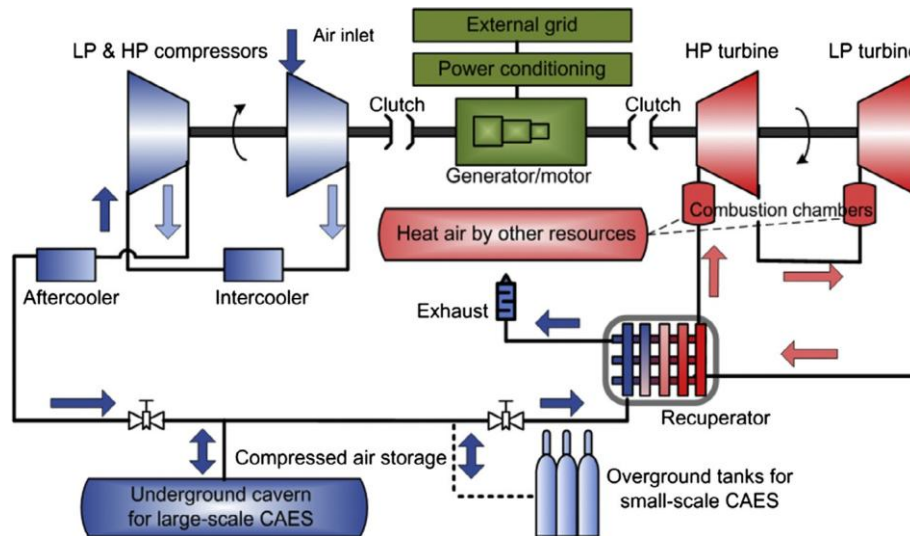 External grid
Air inlet
LP & HP compressors
HP turbine
LP turbine
Power conditioning
Clutch
Clutch
Generator/motor
Combustion chambers
Heat air by other resources
Aftercooler
Intercooler
Exhaust
Recuperator
Compressed air storage
Underground cavern
for large-scale CAES
Overground tanks for
small-scale CAES